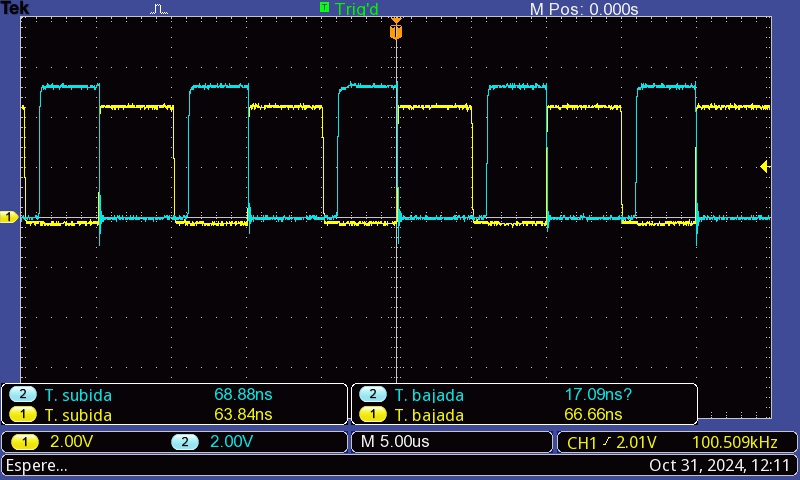 Tek T Trig'd M Pos: 0.000s
T
1
2 T. subida 68.88ns 2 T. bajada 17.09ns?
1 T. subida 63.84ns 1 T. bajada 66.66ns
1 2.00V 2 2.00V M 5.00us CH1 2.01V 100.509kHz
Espere... Oct 31, 2024, 12:11